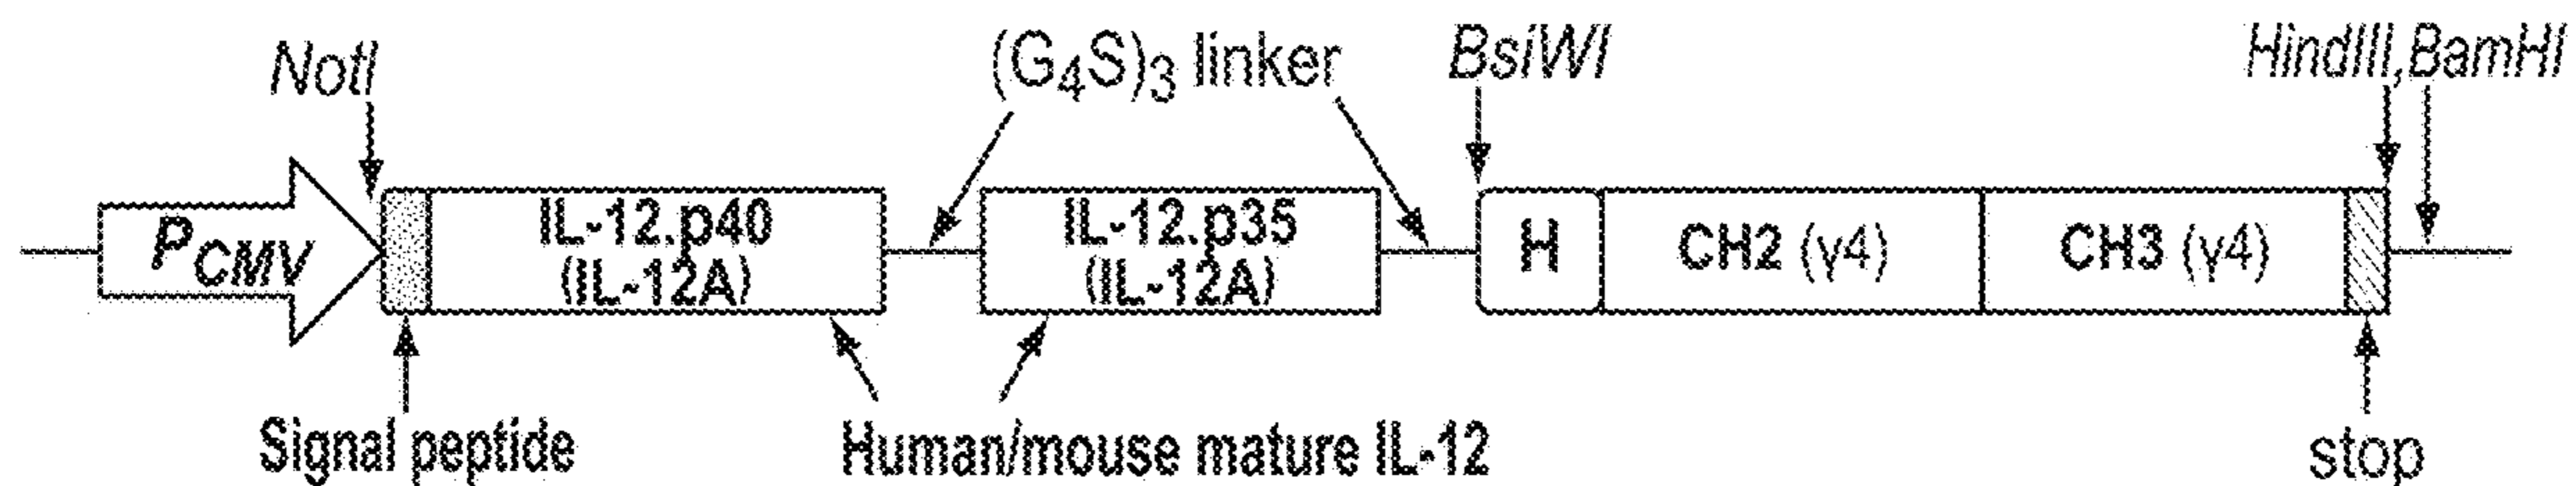 NotI
(G4S)3 linker
BsiWI
HindIII,BamHI
PCMV
IL-12.p40
(IL-12A)
IL-12.p35
(IL-12A)
H
CH2 (γ4)
CH3 (γ4)
Signal peptide
Human/mouse mature IL-12
stop